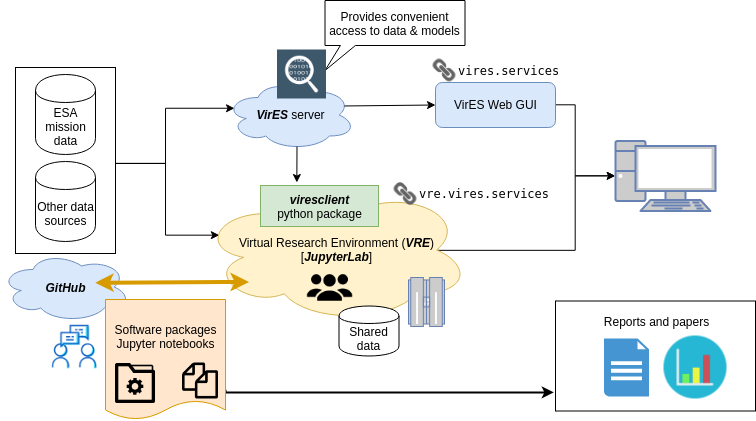 Provides convenient
access to data & models
vires.services
ESA
mission
data
VirES server
VirES Web GUI
Other data
sources
viresclient
python package
vre.vires.services
Virtual Research Environment (VRE)
[JupyterLab]
GitHub
Shared
data
Software packages
Jupyter notebooks
Reports and papers